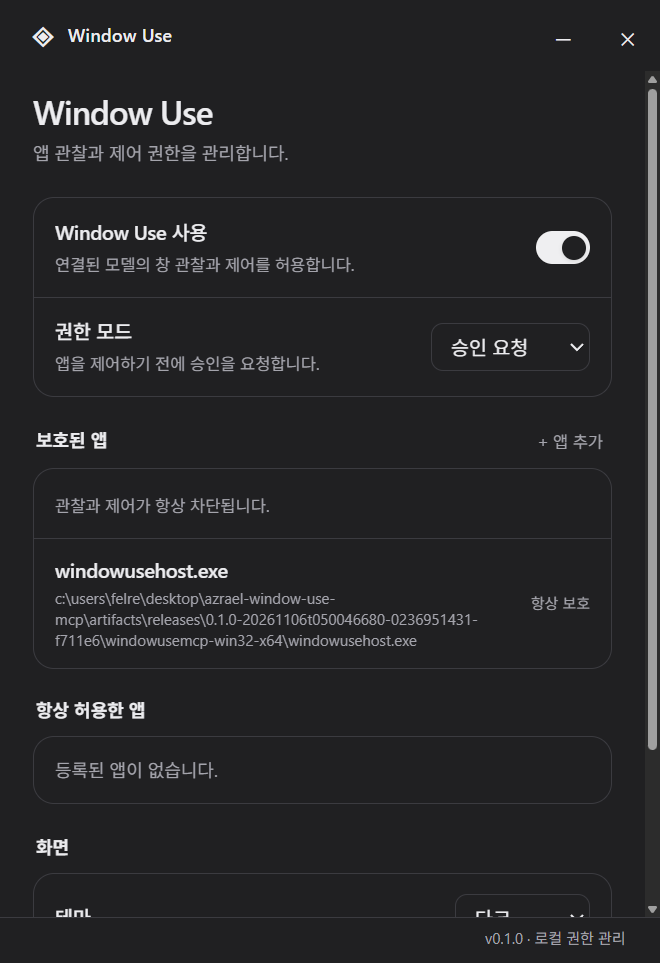 Window Use
Window Use
앱 관찰과 제어 권한을 관리합니다.
Window Use 사용
연결된 모델의 창 관찰과 제어를 허용합니다.
권한 모드
앱을 제어하기 전에 승인을 요청합니다.
승인 요청
보호된 앱
+ 앱 추가
관찰과 제어가 항상 차단됩니다.
windowusehost.exe
c:\users\felre\desktop\azrael-window-use-
mcp\artifacts\releases\0.1.0-20261106t050046680-0236951431-
f711e6\windowusemcp-win32-x64\windowusehost.exe
항상 보호
항상 허용한 앱
등록된 앱이 없습니다.
화면
테마
다크
v0.1.0 · 로컬 권한 관리